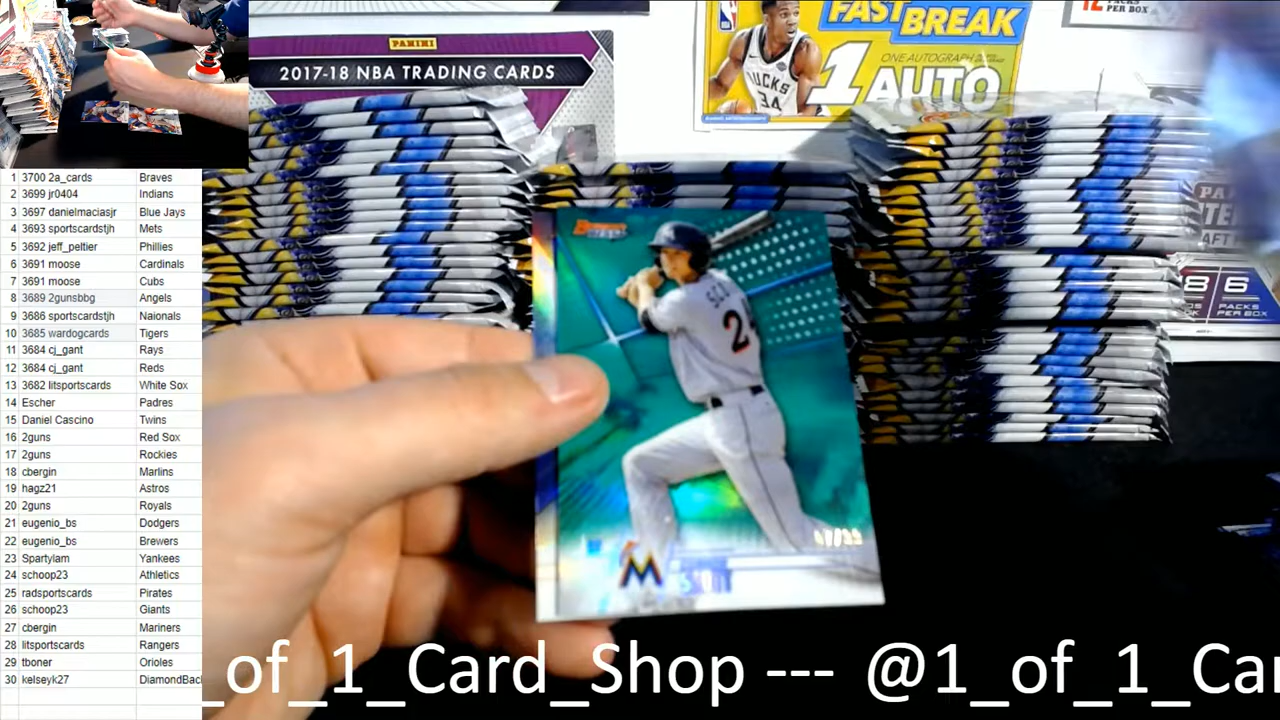 PANINI
2017-18 NBA TRADING CARDS
FAST BREAK
ONE AUTOGRAPH
1 AUTO
BUCKS
34
PACKS
PER BOX
PACKS
PER BOX
86
Bowman
BEST
2
M
1 3700 2a_cards Braves
2 3699 jr0404 Indians
3 3697 danielmaciasjr Blue Jays
4 3693 sportscardstjh Mets
5 3692 jeff_peltier Phillies
6 3691 moose Cardinals
7 3691 moose Cubs
8 3689 2gunsbbg Angels
9 3686 sportscardstjh Naionals
10 3685 wardogcards Tigers
11 3684 cj_gant Rays
12 3684 cj_gant Reds
13 3682 litsportscards White Sox
14 Escher Padres
15 Daniel Cascino Twins
16 2guns Red Sox
17 2guns Rockies
18 cbergin Marlins
19 hagz21 Astros
20 2guns Royals
21 eugenio_bs Dodgers
22 eugenio_bs Brewers
23 Spartylam Yankees
24 schoop23 Athletics
25 radsportscards Pirates
26 schoop23 Giants
27 cbergin Mariners
28 litsportscards Rangers
29 tboner Orioles
30 kelseyk27 DiamondBac
_of_1_Card_Shop --- @1_of_1_Car